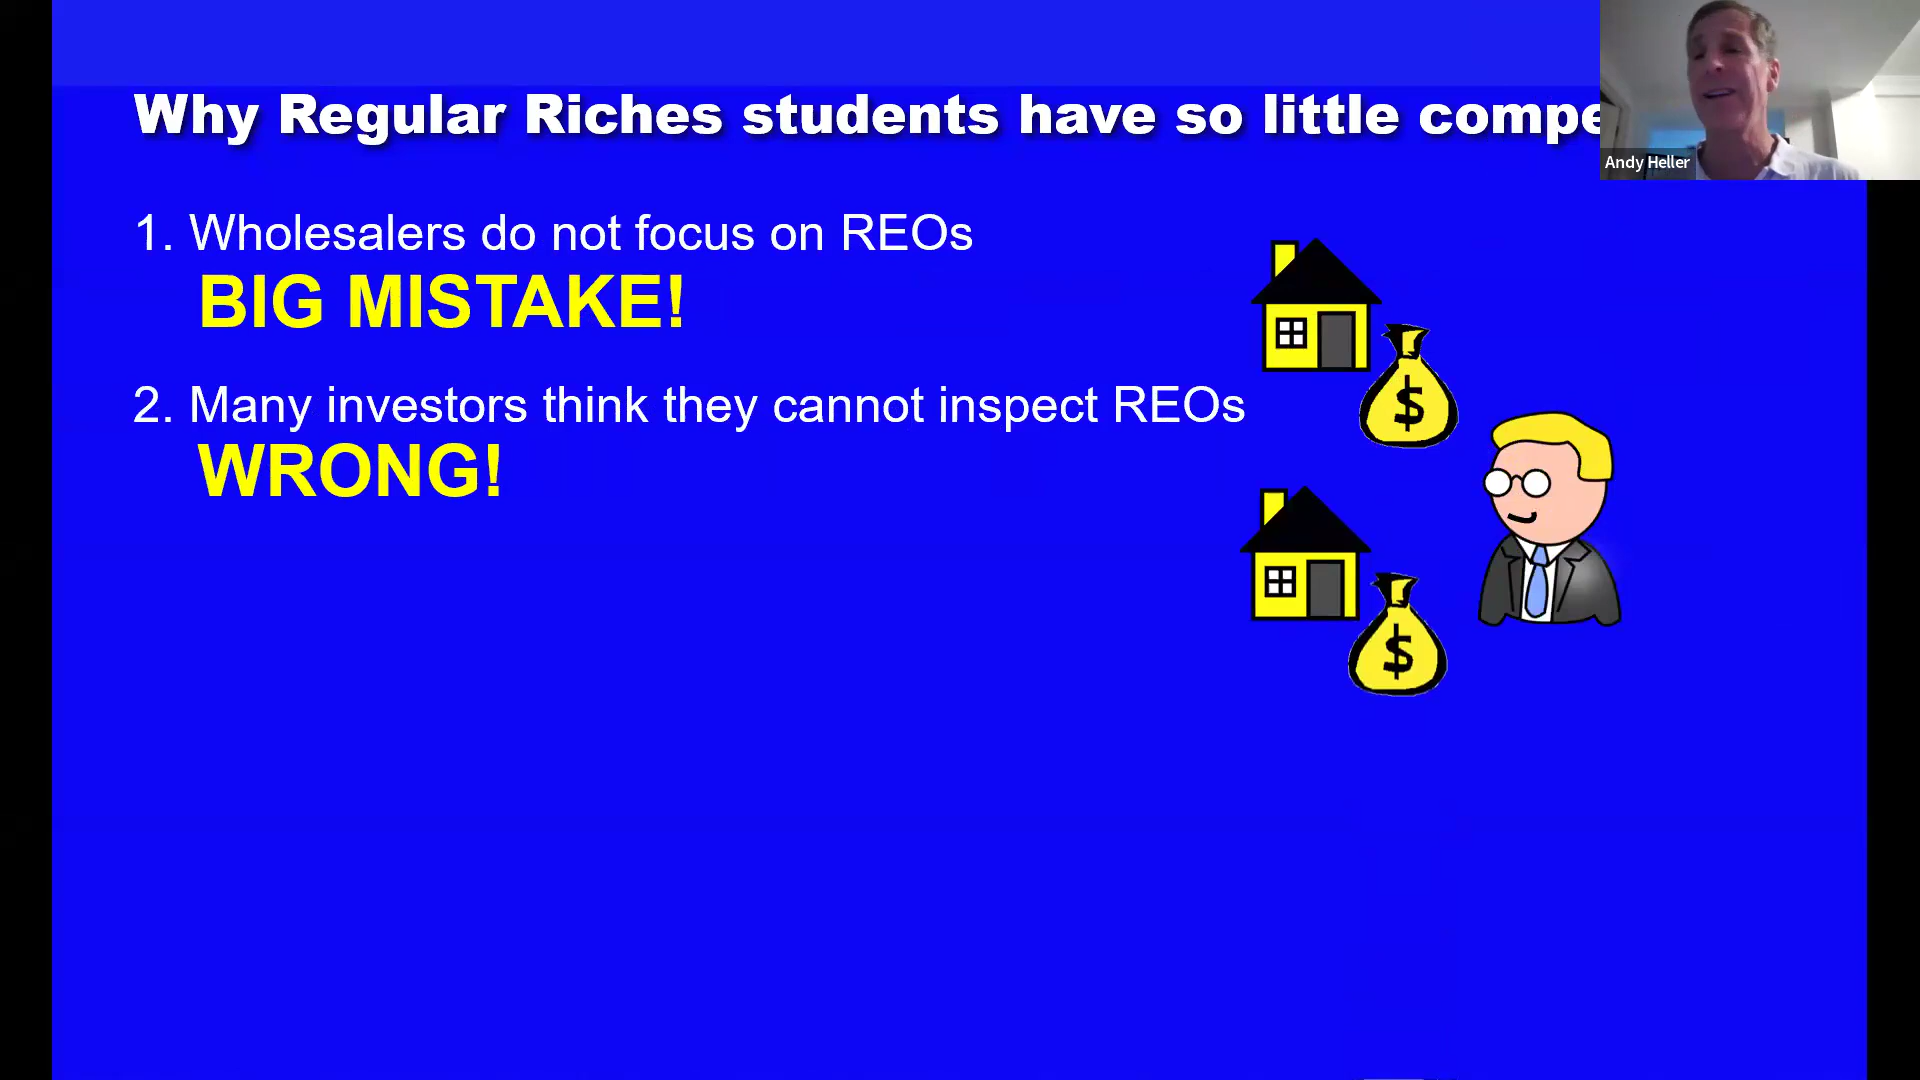 Why Regular Riches students have so little compe
Andy Heller
1. Wholesalers do not focus on REOs
BIG MISTAKE!
2. Many investors think they cannot inspect REOs
WRONG!
$
$